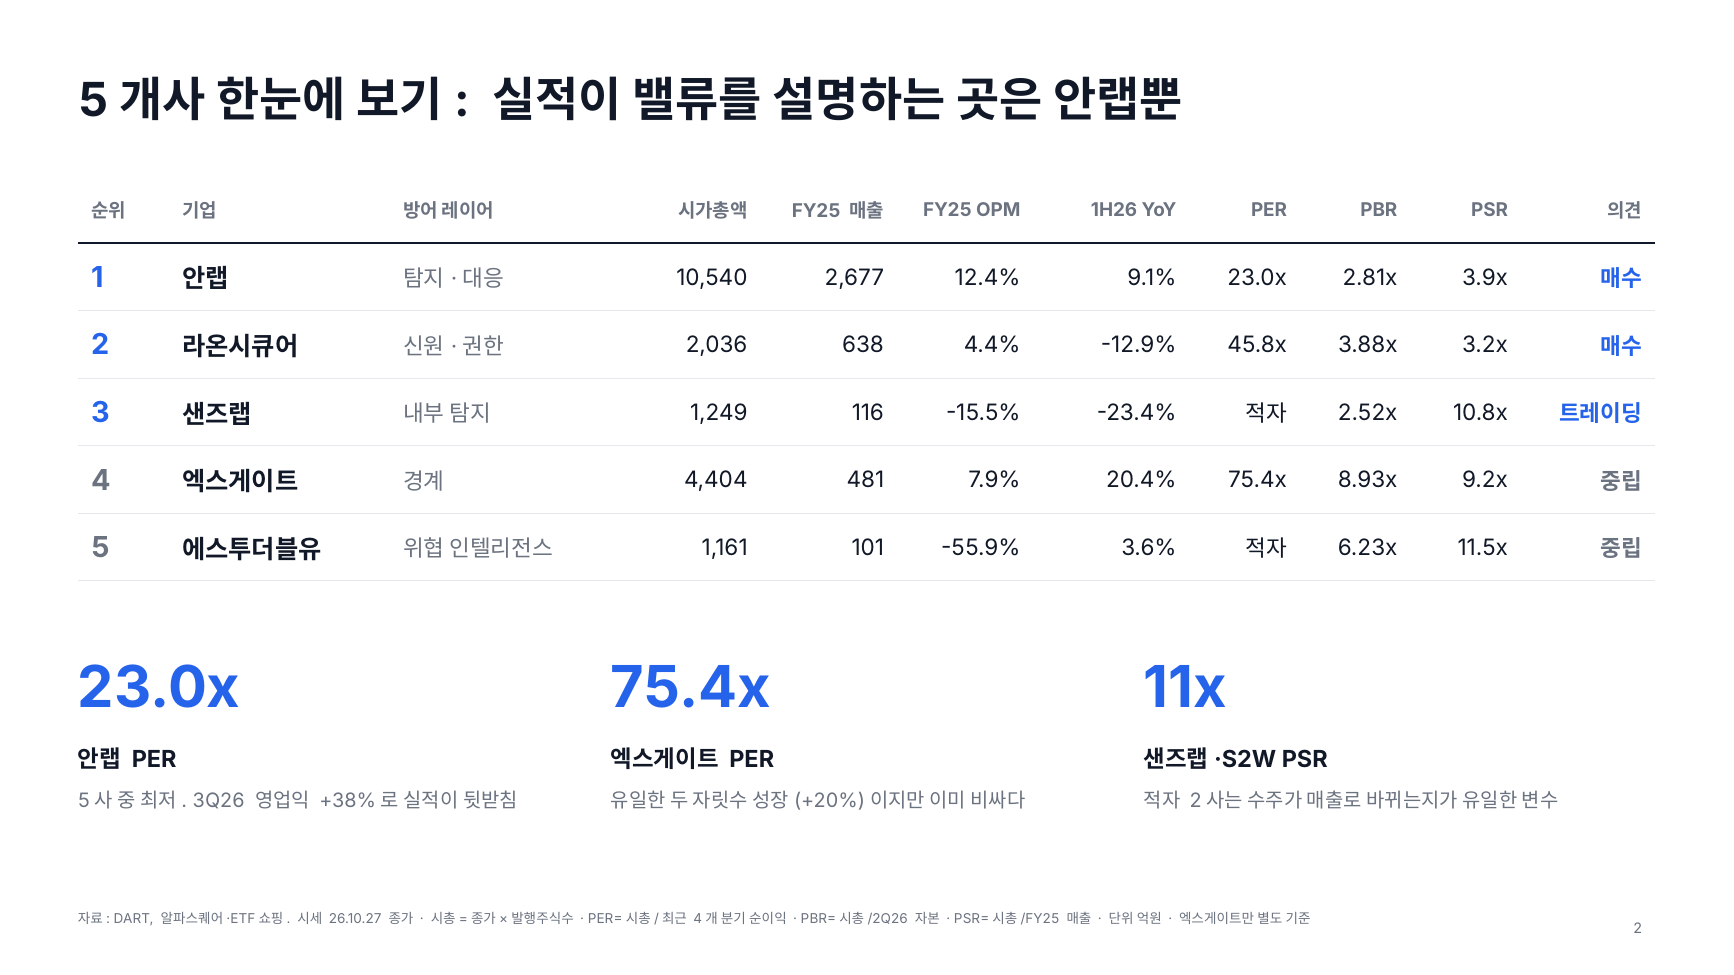 5 개사 한눈에 보기 : 실적이 밸류를 설명하는 곳은 안랩뿐
순위 기업 방어 레이어 시가총액 FY25 매출 FY25 OPM 1H26 YoY PER PBR PSR 의견
1 안랩 탐지 · 대응 10,540 2,677 12.4% 9.1% 23.0x 2.81x 3.9x 매수
2 라온시큐어 신원 · 권한 2,036 638 4.4% -12.9% 45.8x 3.88x 3.2x 매수
3 샌즈랩 내부 탐지 1,249 116 -15.5% -23.4% 적자 2.52x 10.8x 트레이딩
4 엑스게이트 경계 4,404 481 7.9% 20.4% 75.4x 8.93x 9.2x 중립
5 에스투더블유 위협 인텔리전스 1,161 101 -55.9% 3.6% 적자 6.23x 11.5x 중립
23.0x
안랩 PER
5 사 중 최저 . 3Q26 영업익 +38% 로 실적이 뒷받침
75.4x
엑스게이트 PER
유일한 두 자릿수 성장 (+20%) 이지만 이미 비싸다
11x
샌즈랩 ·S2W PSR
적자 2 사는 수주가 매출로 바뀌는지가 유일한 변수
자료 : DART, 알파스퀘어 ·ETF 쇼핑 . 시세 26.10.27 종가 · 시총 = 종가 × 발행주식수 · PER= 시총 / 최근 4 개 분기 순이익 · PBR= 시총 /2Q26 자본 · PSR= 시총 /FY25 매출 · 단위 억원 · 엑스게이트만 별도 기준
2